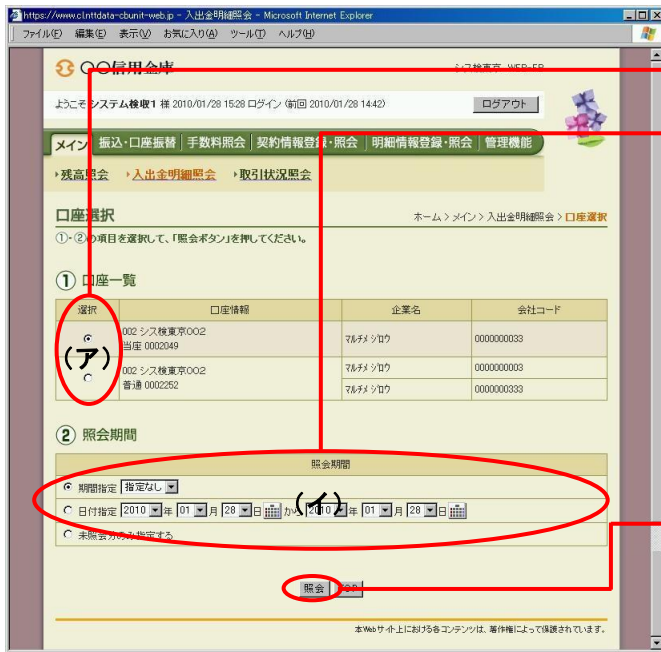 https://www.clnttdata-cbunit-web.jp - 入出金明細照会 - Microsoft Internet Explorer
ファイル(F) 編集(E) 表示(V) お気に入り(A) ツール(T) ヘルプ(H)
○○信用金庫
ようこそ システム検収1 様 2010/01/28 15:28 ログイン (前回 2010/01/28 14:42) ログアウト
メイン 振込・口座振替 手数料照会 契約情報登録・照会 明細情報登録・照会 管理機能
残高照会 入出金明細照会 取引状況照会
口座選択 ホーム > メイン > 入出金明細照会 > 口座選択
①-②の項目を選択して、「照会ボタン」を押してください。
① 口座一覧
選択 口座情報 企業名 会社コード
002 シス検東京002
当座 0002049
マルチメ ジロウ 0000000033
(ア)
002 シス検東京002
普通 0002252
マルチメ ジロウ 0000000033
マルチメ ジロウ 0000000333
② 照会期間
照会期間
期間指定 指定なし
日付指定 2010 年 01 月 28 日 から 2010 年 01 月 28 日
(イ)
未照会分のみ指定する
照会
本Webサイト上における各コンテンツは、著作権によって保護されています。